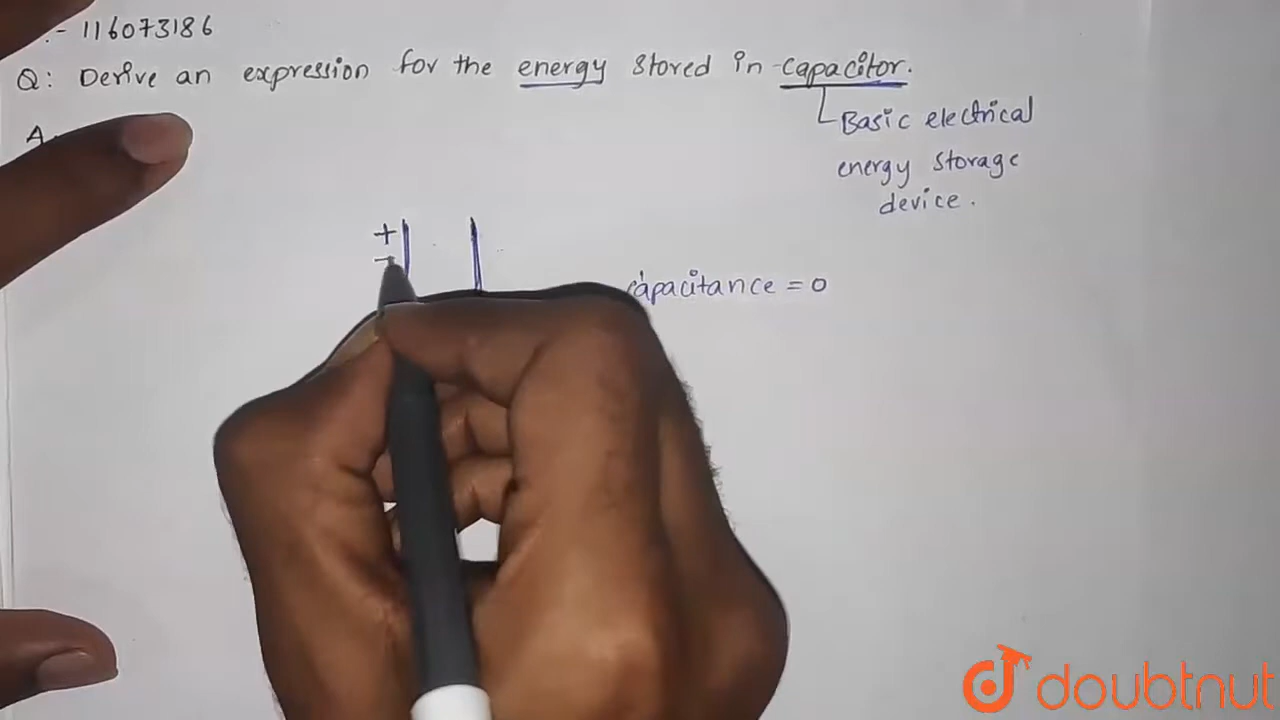 :- 116073186
Q: Derive an expression for the energy stored in capacitor.
Basic electrical
energy storage
device.
A
+
capacitance = 0
doubtnut